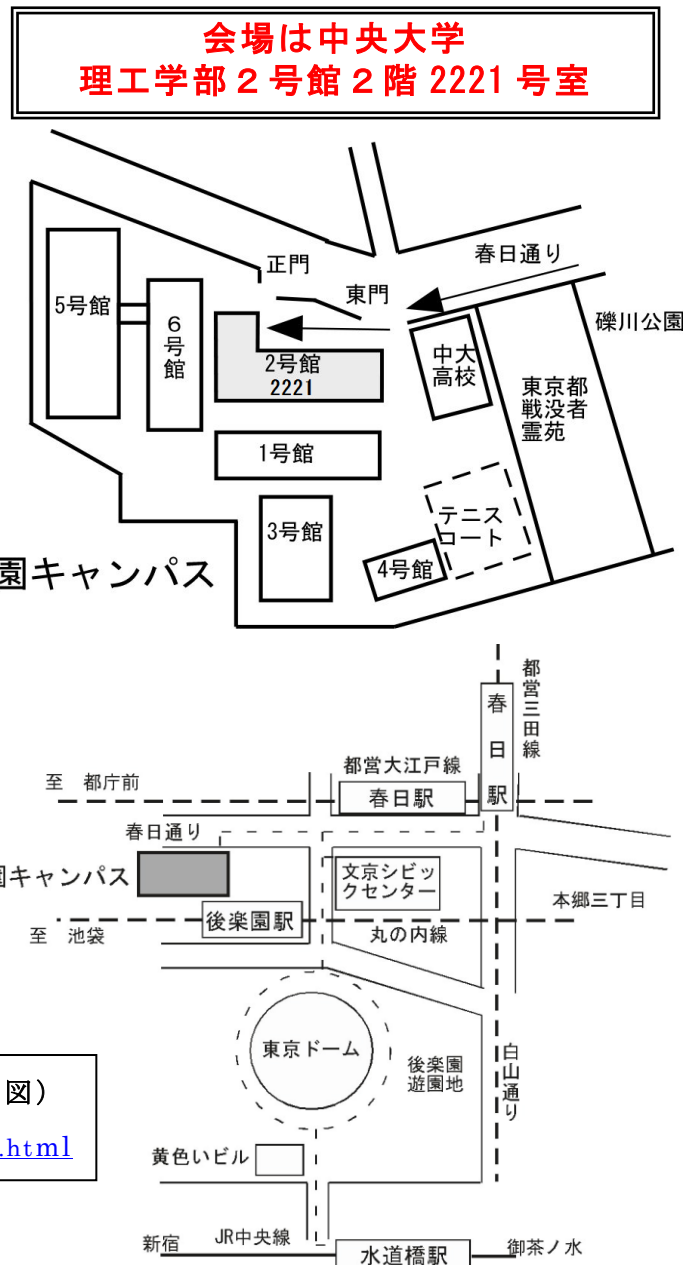 会場は中央大学
理工学部２号館２階 2221 号室
春日通り
正門
東門
5号館
6号館
2号館
2221
中大
高校
礫川公園
東京都
戦没者
霊苑
1号館
3号館
テニス
コート
4号館
園キャンパス
都営三田線
春日駅
都営大江戸線
至 都庁前
春日駅
春日通り
園キャンパス
文京シビッ
クセンター
本郷三丁目
後楽園駅
至 池袋
丸の内線
東京ドーム
後楽園
遊園地
白山通り
図）
.html
黄色いビル
新宿
JR中央線
水道橋駅
御茶ノ水